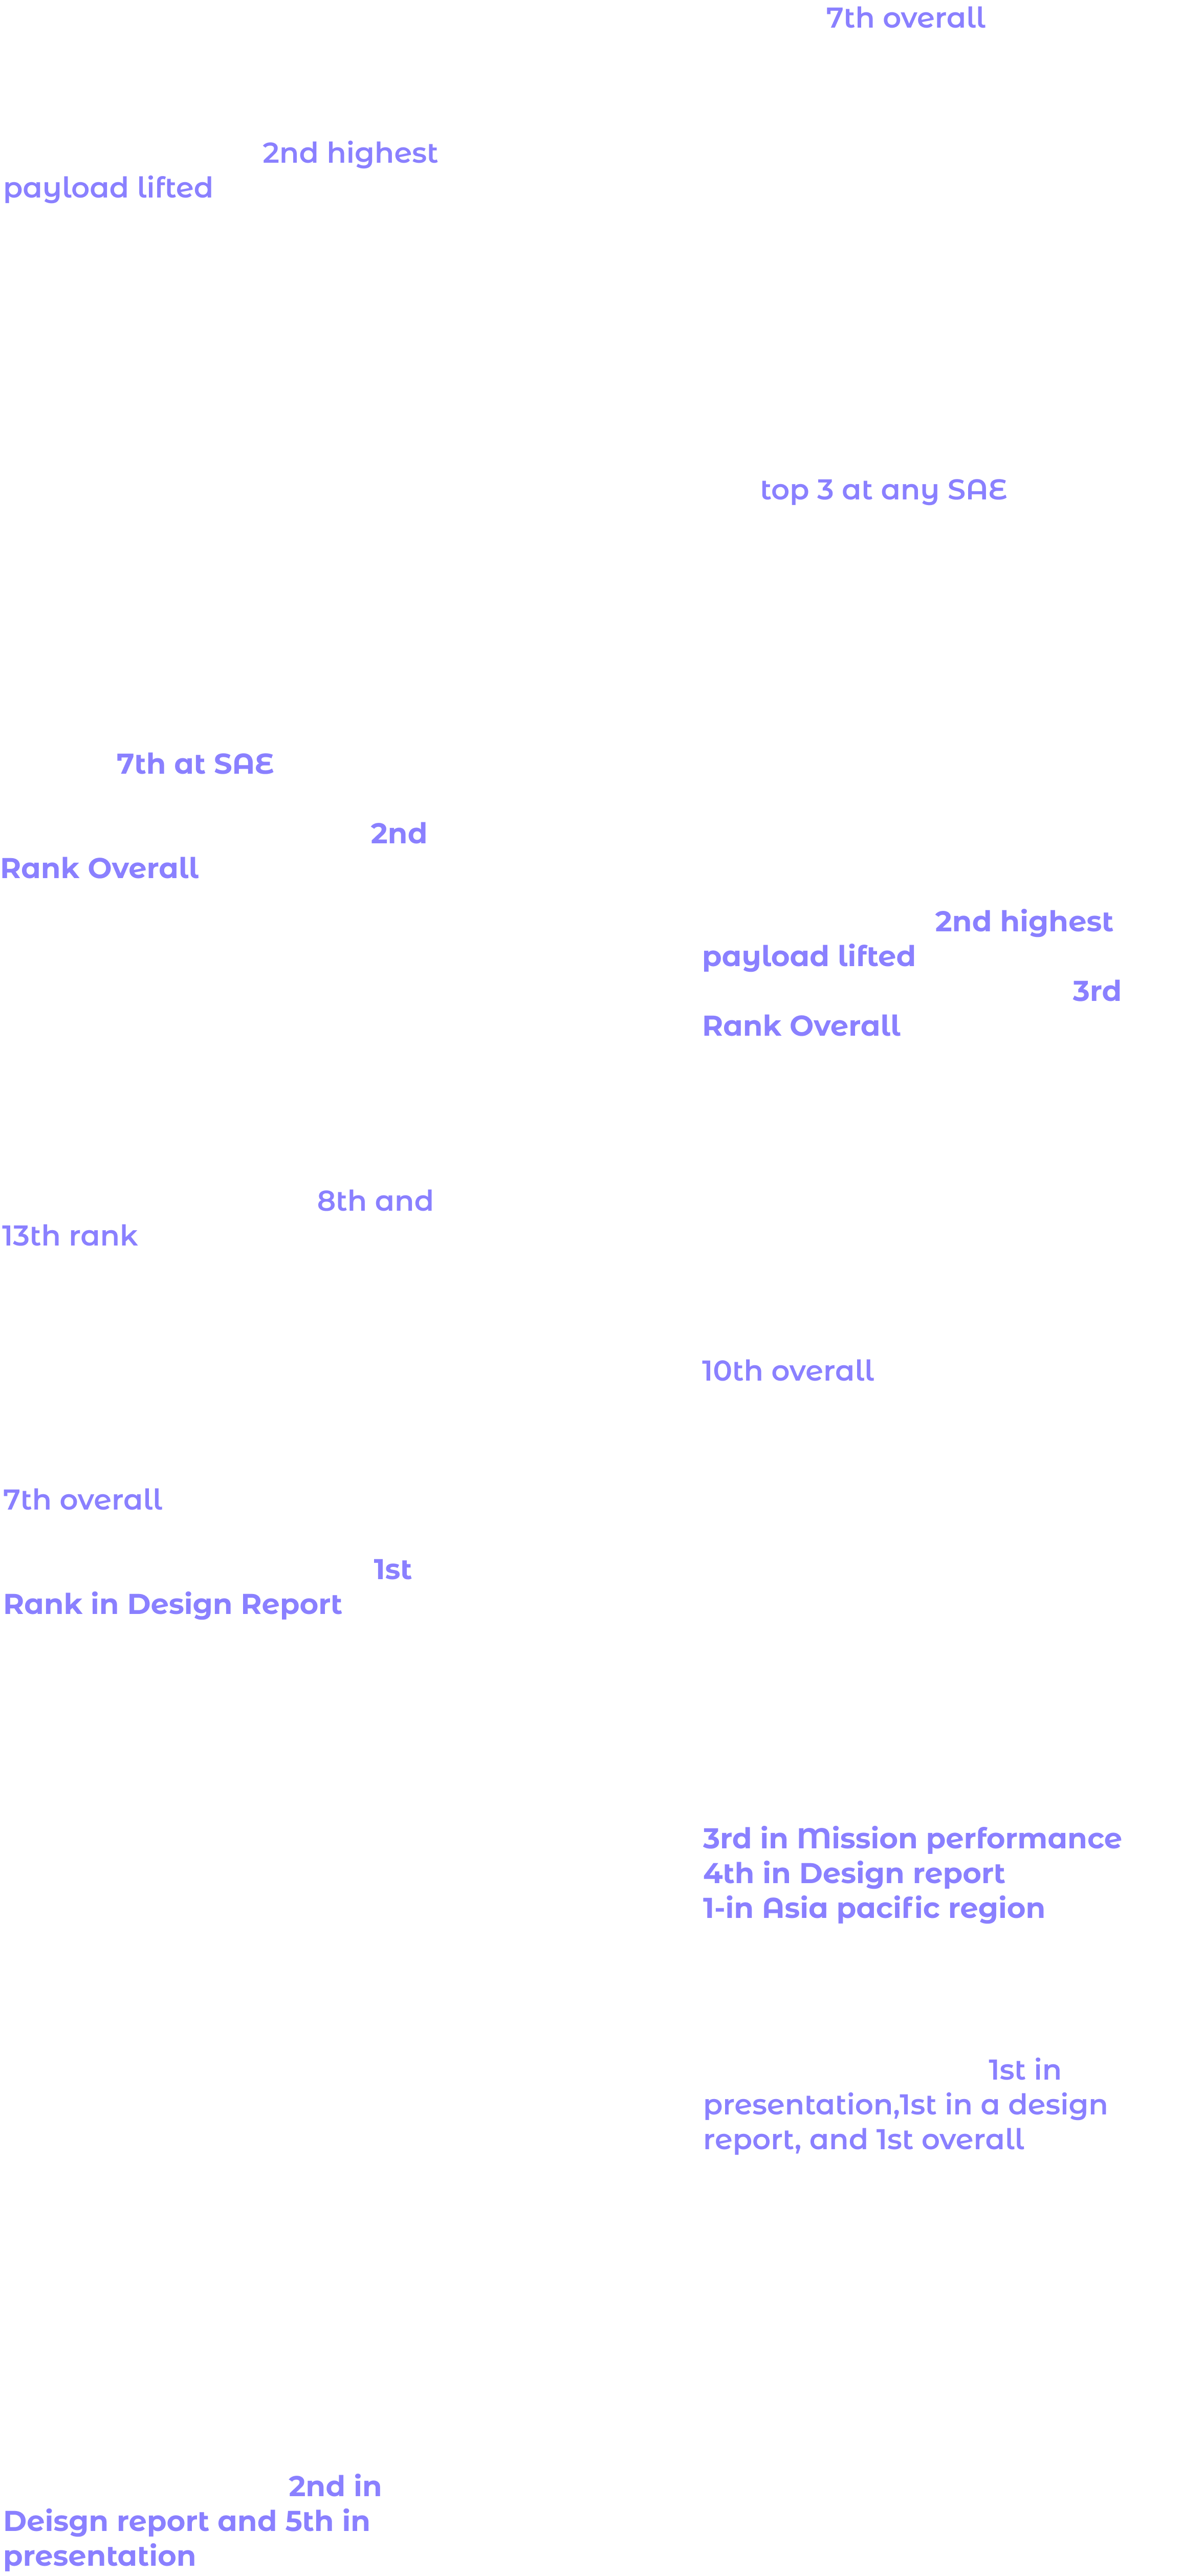 7th overall
2nd highest
payload lifted
top 3 at any SAE
7th at SAE
2nd
Rank Overall
2nd highest
payload lifted
3rd
Rank Overall
8th and
13th rank
10th overall
7th overall
1st
Rank in Design Report
3rd in Mission performance
4th in Design report
1-in Asia pacific region
1st in
presentation,1st in a design
report, and 1st overall
2nd in
Deisgn report and 5th in
presentation